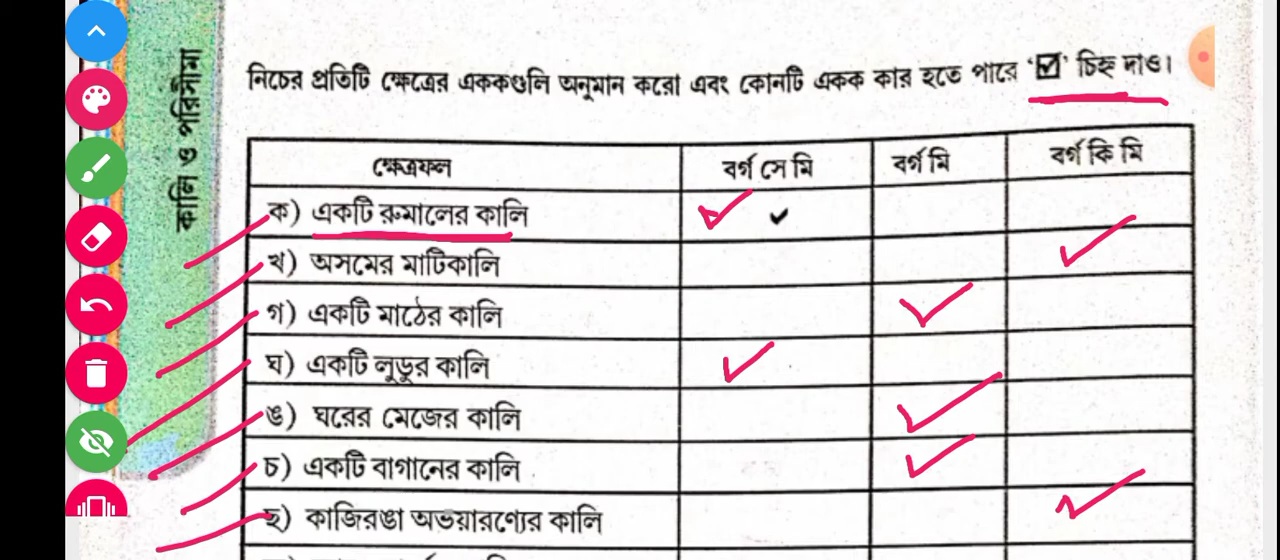 কালি ও পরিসীমা
নিচের প্রতিটি ক্ষেত্রের এককগুলি অনুমান করো এবং কোনটি একক কার হতে পারে ‘☑’ চিহ্ন দাও।
ক্ষেত্রফল বর্গ সে মি বর্গ মি বর্গ কি মি
ক) একটি রুমালের কালি ✔
খ) অসমের মাটিকালি
গ) একটি মাঠের কালি
ঘ) একটি লুডুর কালি
ঙ) ঘরের মেজের কালি
চ) একটি বাগানের কালি
ছ) কাজিরঙা অভয়ারণ্যের কালি